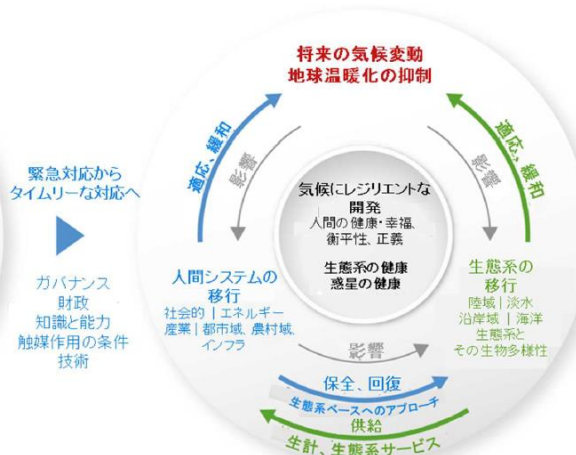 緊急対応から
タイムリーな対応へ
ガバナンス
財政
知識と能力
触媒作用の条件
技術
将来の気候変動
地球温暖化の抑制
適応、緩和
影響
適応、緩和
影響
気候にレジリエントな
開発
人間の健康・幸福、
衡平性、正義
生態系の健康
惑星の健康
人間システムの
移行
社会的 | エネルギー
産業 | 都市域、農村域、
インフラ
生態系の
移行
陸域 | 淡水
沿岸域 | 海洋
生態系と
その生物多様性
影響
保全、回復
生態系ベースへのアプローチ
供給
生計、生態系サービス